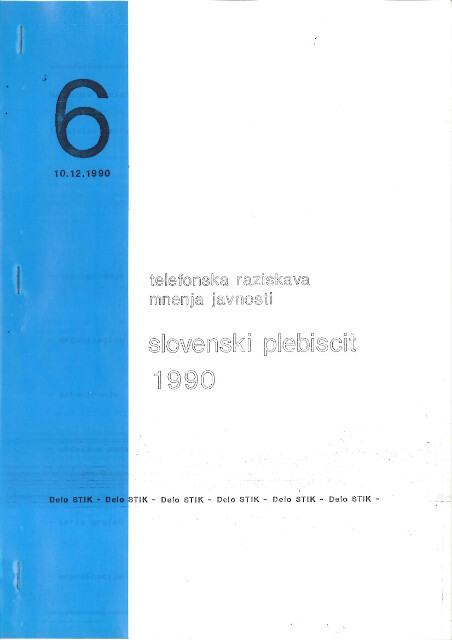 6
10.12.1990
telefonska raziskava
mnenja javnosti
slovenski plebiscit
1990
Delo STIK - Delo STIK - Delo STIK - Delo STIK - Delo STIK - Delo STIK -